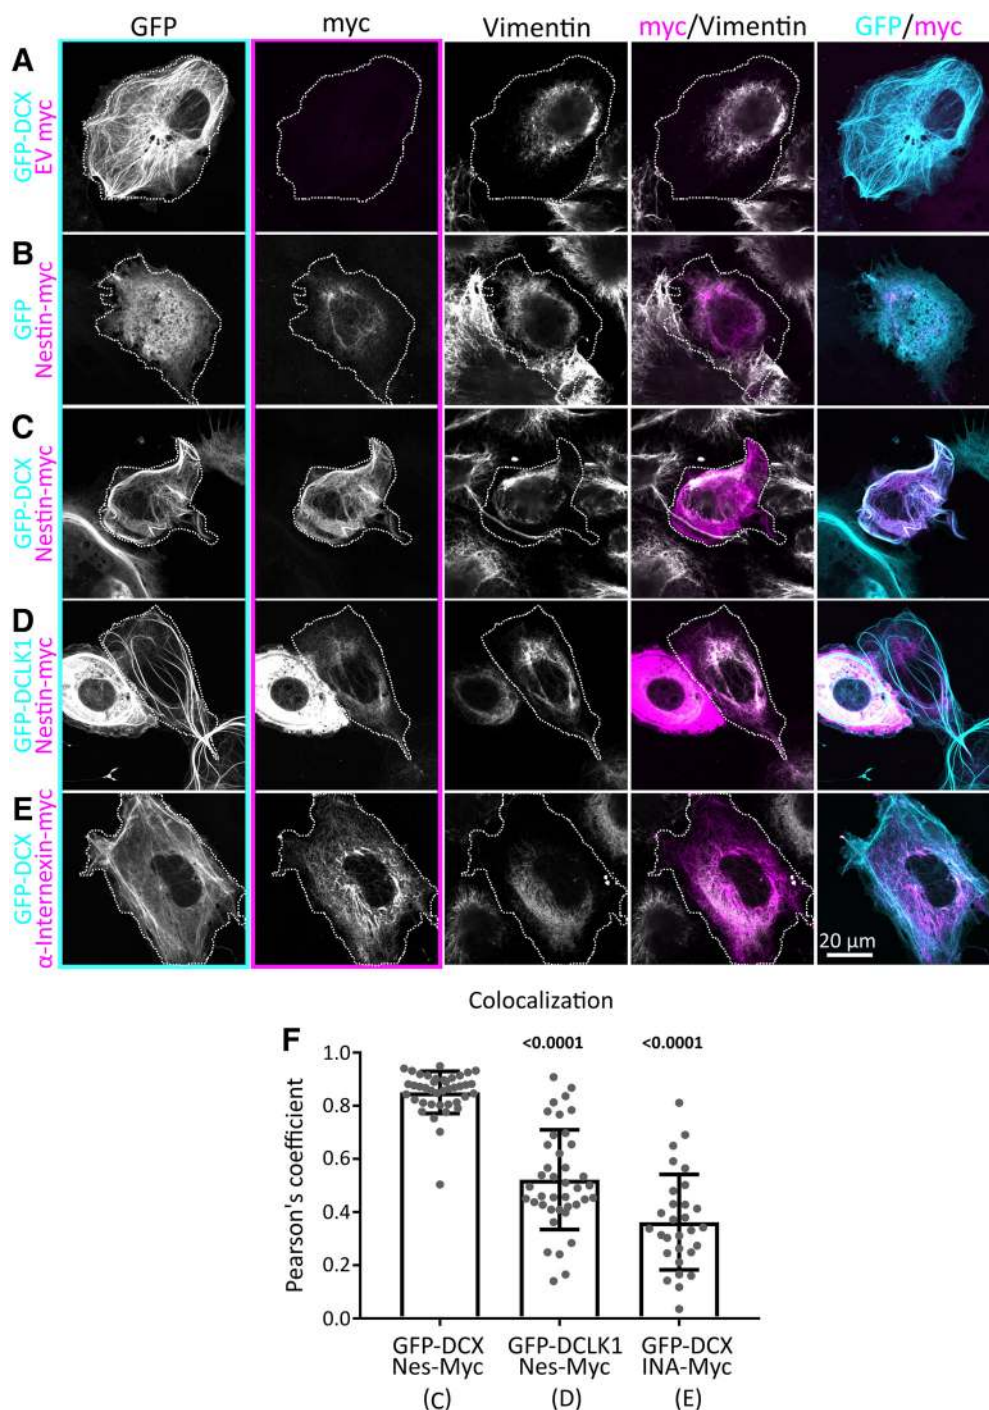 GFP myc Vimentin myc/Vimentin GFP/myc
A
GFP-DCX
EV myc
B
GFP
Nestin-myc
C
GFP-DCX
Nestin-myc
D
GFP-DCLK1
Nestin-myc
E
GFP-DCX
α-Internexin-myc
20 µm
Colocalization
F
<0.0001 <0.0001
Pearson's coefficient
1.0
0.8
0.6
0.4
0.2
0.0
GFP-DCX GFP-DCLK1 GFP-DCX
Nes-Myc Nes-Myc INA-Myc
(C) (D) (E)